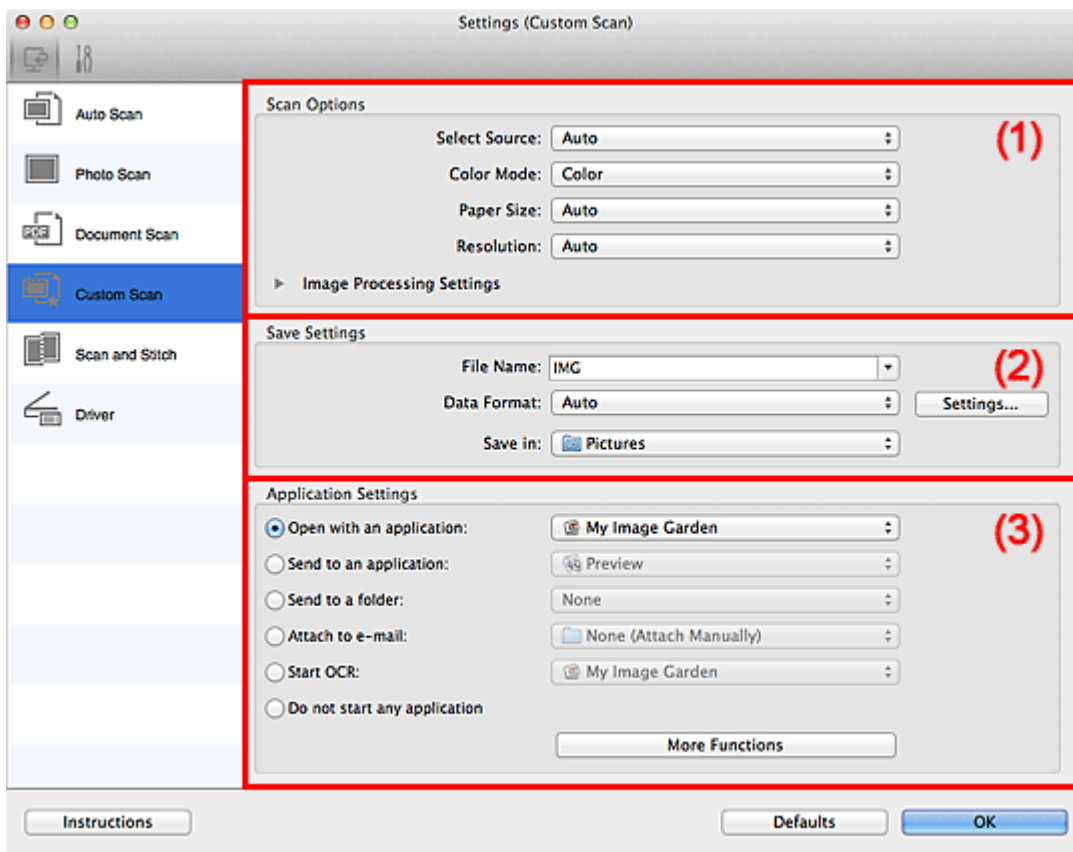 Settings (Custom Scan)
Auto Scan
Photo Scan
PDF
Document Scan
Custom Scan
Scan and Stitch
Driver
Scan Options
(1)
Select Source: Auto
Color Mode: Color
Paper Size: Auto
Resolution: Auto
Image Processing Settings
Save Settings
(2)
File Name: IMG
Data Format: Auto Settings...
Save in: Pictures
Application Settings
(3)
Open with an application: My Image Garden
Send to an application: Preview
Send to a folder: None
Attach to e-mail: None (Attach Manually)
Start OCR: My Image Garden
Do not start any application
More Functions
Instructions Defaults OK